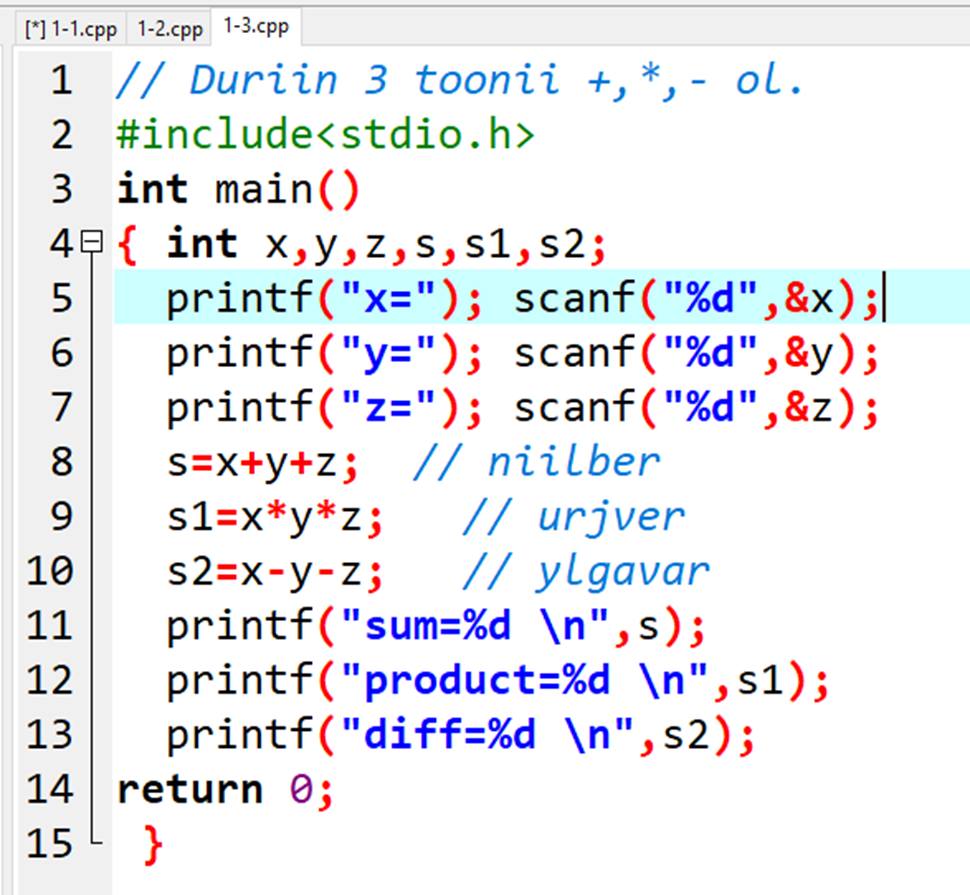 [*] 1-1.cpp 1-2.cpp 1-3.cpp
1 // Duriin 3 toonii +,*,- ol.
2 #include<stdio.h>
3 int main()
4 { int x,y,z,s,s1,s2;
5 printf("x="); scanf("%d",&x);
6 printf("y="); scanf("%d",&y);
7 printf("z="); scanf("%d",&z);
8 s=x+y+z; // niilber
9 s1=x*y*z; // urjver
10 s2=x-y-z; // ylgavar
11 printf("sum=%d \n",s);
12 printf("product=%d \n",s1);
13 printf("diff=%d \n",s2);
14 return 0;
15 }